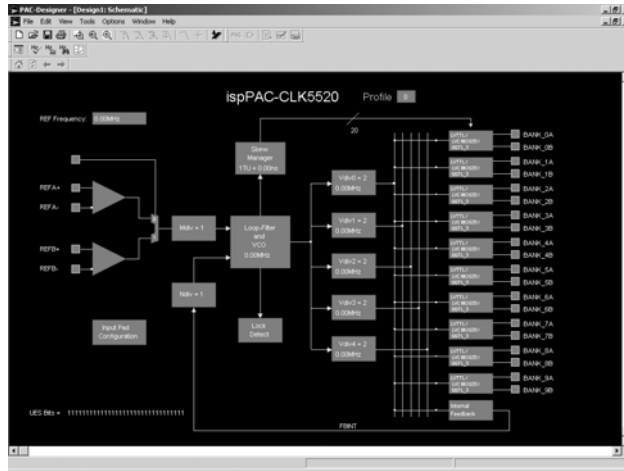 PAC-Designer - [Design1: Schematic]
File Edit View Tools Options Window Help
ispPAC-CLK5520 Profile 0
REF Frequency: 0.00MHz
20
Skew
Manager
1TU = 0.00ns
REFA+
REFA-
REFB+
REFB-
Mdiv = 1
Loop-Filter
and
VCO
0.00MHz
Ndiv = 1
Lock
Detect
Input Pad
Configuration
Vdiv0 = 2
0.00MHz
Vdiv1 = 2
0.00MHz
Vdiv2 = 2
0.00MHz
Vdiv3 = 2
0.00MHz
Vdiv4 = 2
0.00MHz
BANK_0A
BANK_0B
BANK_1A
BANK_1B
BANK_2A
BANK_2B
BANK_3A
BANK_3B
BANK_4A
BANK_4B
BANK_5A
BANK_5B
BANK_6A
BANK_6B
BANK_7A
BANK_7B
BANK_8A
BANK_8B
BANK_9A
BANK_9B
Internal
Feedback
FBINT
UES Bits =